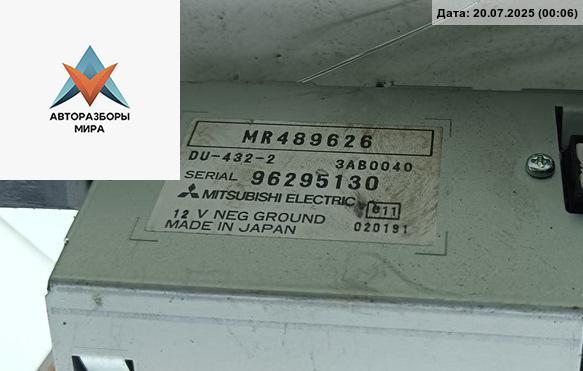 Дата: 20.07.2025 (00:06)
АВТОРАЗБОРЫ
МИРА
MR489626
DU-432-2 3AB0040
SERIAL 96295130
MITSUBISHI ELECTRIC e11
12 V NEG GROUND 020191
MADE IN JAPAN